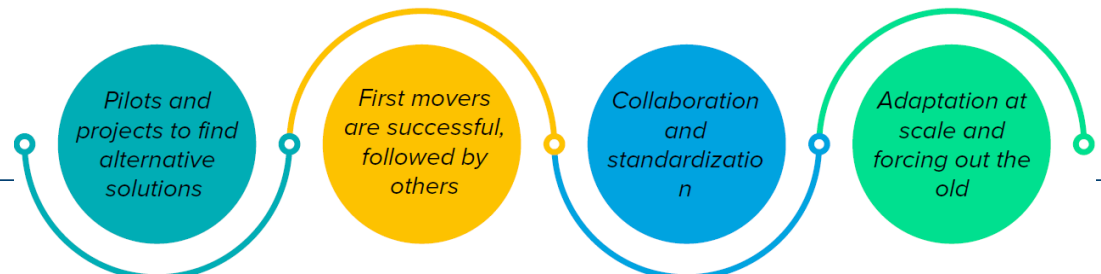 Pilots and
projects to find
alternative
solutions
First movers
are successful,
followed by
others
Collaboration
and
standardizatio
n
Adaptation at
scale and
forcing out the
old